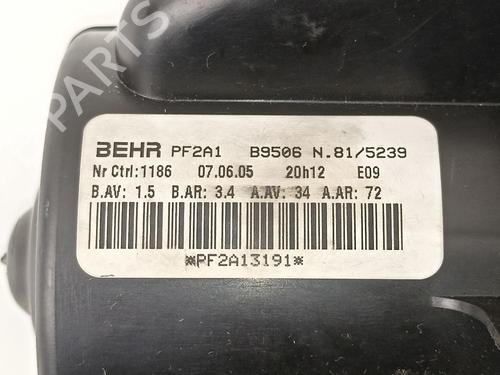 BEHR PF2A1 B9506 N.81/5239
Nr Ctrl:1186 07.06.05 20h12 E09
B.AV: 1.5 B.AR: 3.4 A.AV: 34 A.AR: 72
*PF2A13191*
PARTS